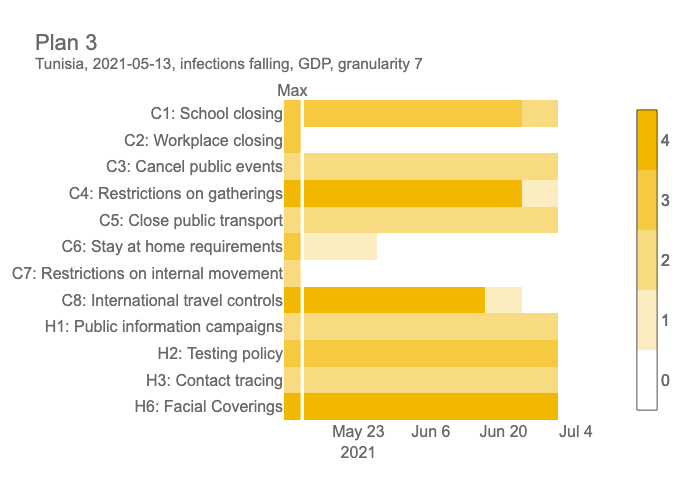 Plan 3
Tunisia, 2021-05-13, infections falling, GDP, granularity 7
Max
C1: School closing
C2: Workplace closing
C3: Cancel public events
C4: Restrictions on gatherings
C5: Close public transport
C6: Stay at home requirements
C7: Restrictions on internal movement
C8: International travel controls
H1: Public information campaigns
H2: Testing policy
H3: Contact tracing
H6: Facial Coverings
May 23 Jun 6 Jun 20 Jul 4
2021
4
3
2
1
0